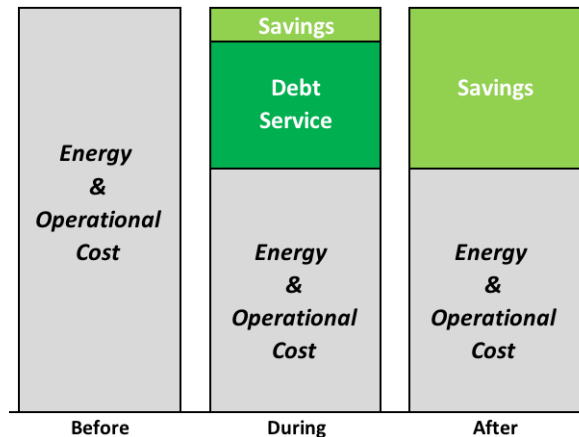 Energy
&
Operational
Cost
Savings
Debt
Service
Energy
&
Operational
Cost
Savings
Energy
&
Operational
Cost
Before
During
After